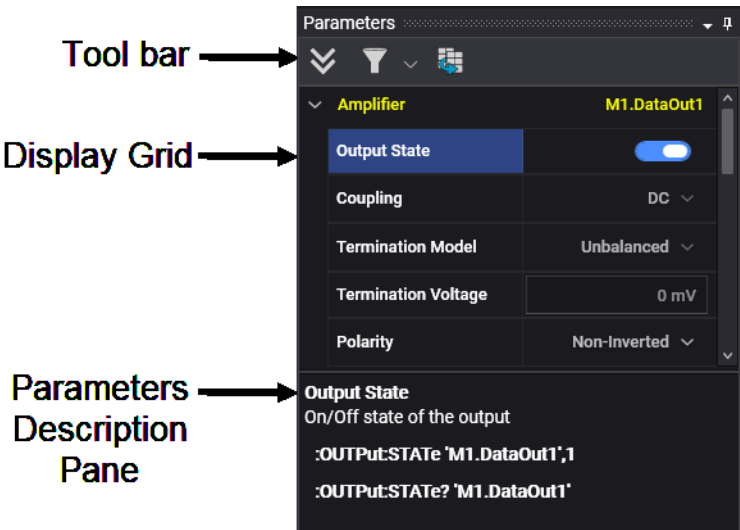 Parameters
Tool bar
Amplifier M1.DataOut1
Display Grid
Output State
Coupling DC
Termination Model Unbalanced
Termination Voltage 0 mV
Polarity Non-Inverted
Parameters
Description
Pane
Output State
On/Off state of the output
:OUTPut:STATe 'M1.DataOut1',1
:OUTPut:STATe? 'M1.DataOut1'